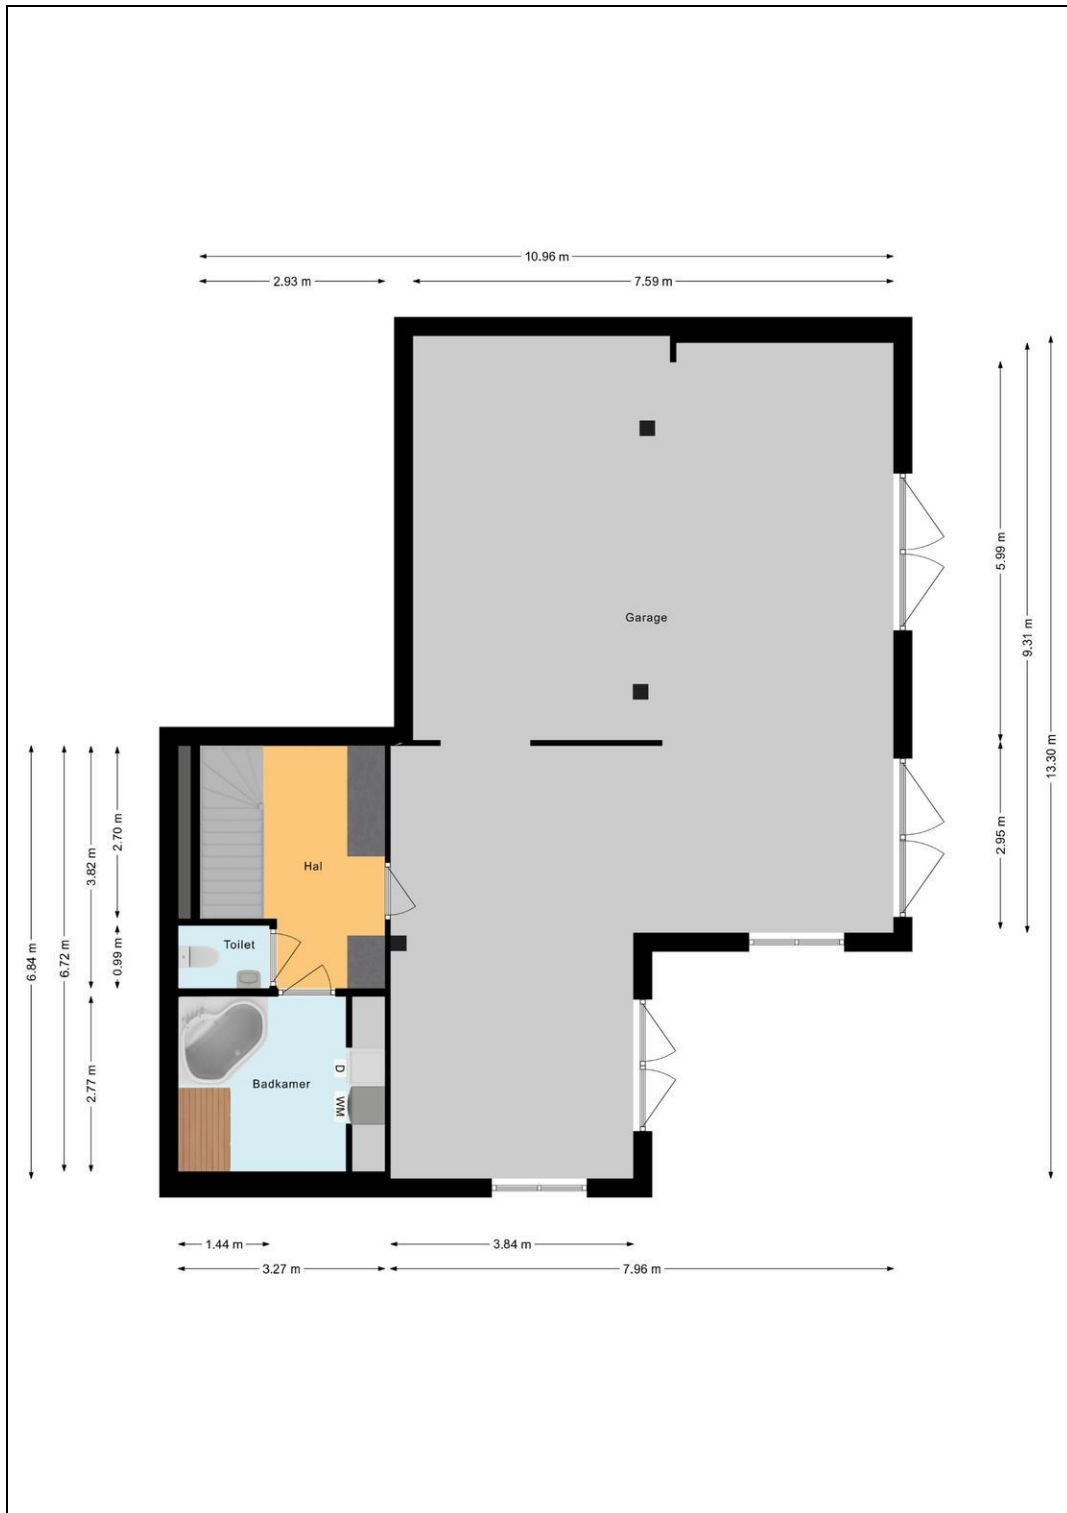 10.96 m
2.93 m
7.59 m
Garage
5.99 m
9.31 m
13.30 m
2.95 m
2.70 m
3.82 m
6.72 m
6.84 m
0.99 m
2.77 m
Hal
Toilet
Badkamer
D
WM
1.44 m
3.84 m
3.27 m
7.96 m